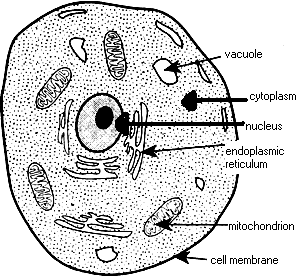 vacuole
cytoplasm
nucleus
endoplasmic
reticulum
mitochondrion
cell membrane